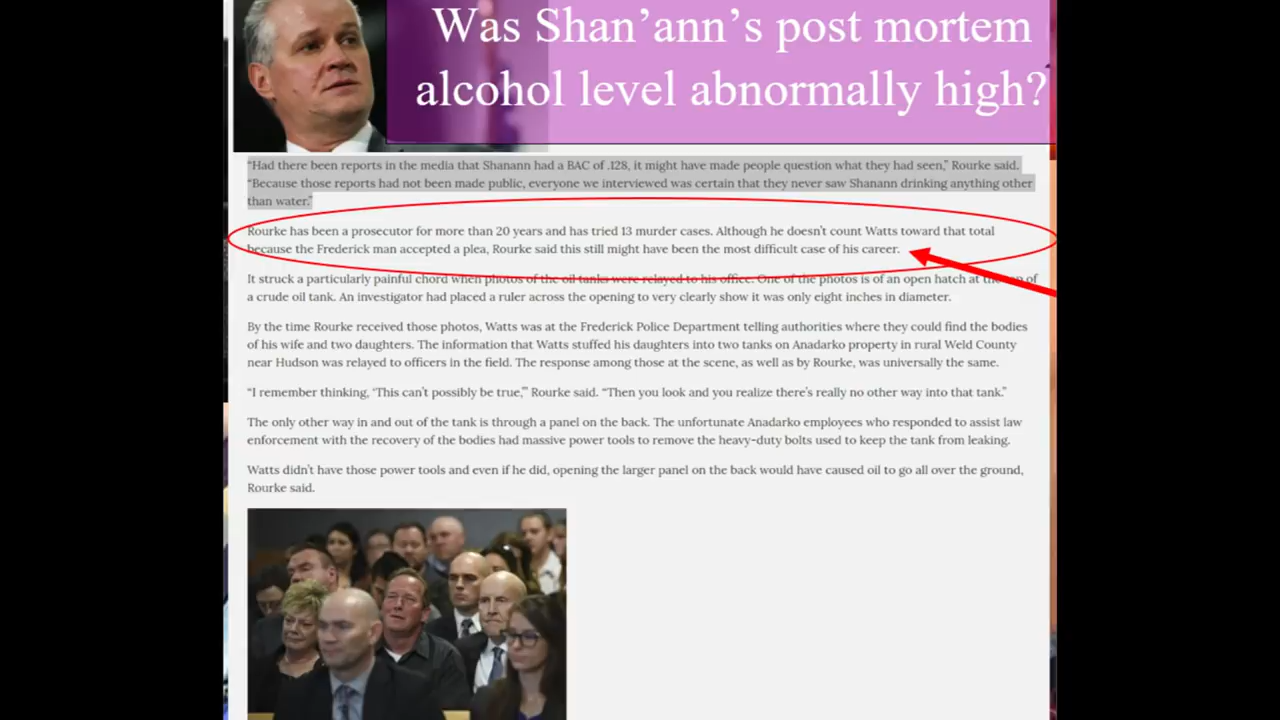 Was Shan’ann’s post mortem
alcohol level abnormally high?
“Had there been reports in the media that Shanann had a BAC of .128, it might have made people question what they had seen,” Rourke said.
“Because those reports had not been made public, everyone we interviewed was certain that they never saw Shanann drinking anything other
than water.”
Rourke has been a prosecutor for more than 20 years and has tried 13 murder cases. Although he doesn’t count Watts toward that total
because the Frederick man accepted a plea, Rourke said this still might have been the most difficult case of his career.
It struck a particularly painful chord when photos of the oil tanks were relayed to his office. One of the photos is of an open hatch at the of
a crude oil tank. An investigator had placed a ruler across the opening to very clearly show it was only eight inches in diameter.
By the time Rourke received those photos, Watts was at the Frederick Police Department telling authorities where they could find the bodies
of his wife and two daughters. The information that Watts stuffed his daughters into two tanks on Anadarko property in rural Weld County
near Hudson was relayed to officers in the field. The response among those at the scene, as well as by Rourke, was universally the same.
“I remember thinking, ‘This can’t possibly be true,’” Rourke said. “Then you look and you realize there’s really no other way into that tank.”
The only other way in and out of the tank is through a panel on the back. The unfortunate Anadarko employees who responded to assist law
enforcement with the recovery of the bodies had massive power tools to remove the heavy-duty bolts used to keep the tank from leaking.
Watts didn’t have those power tools and even if he did, opening the larger panel on the back would have caused oil to go all over the ground,
Rourke said.